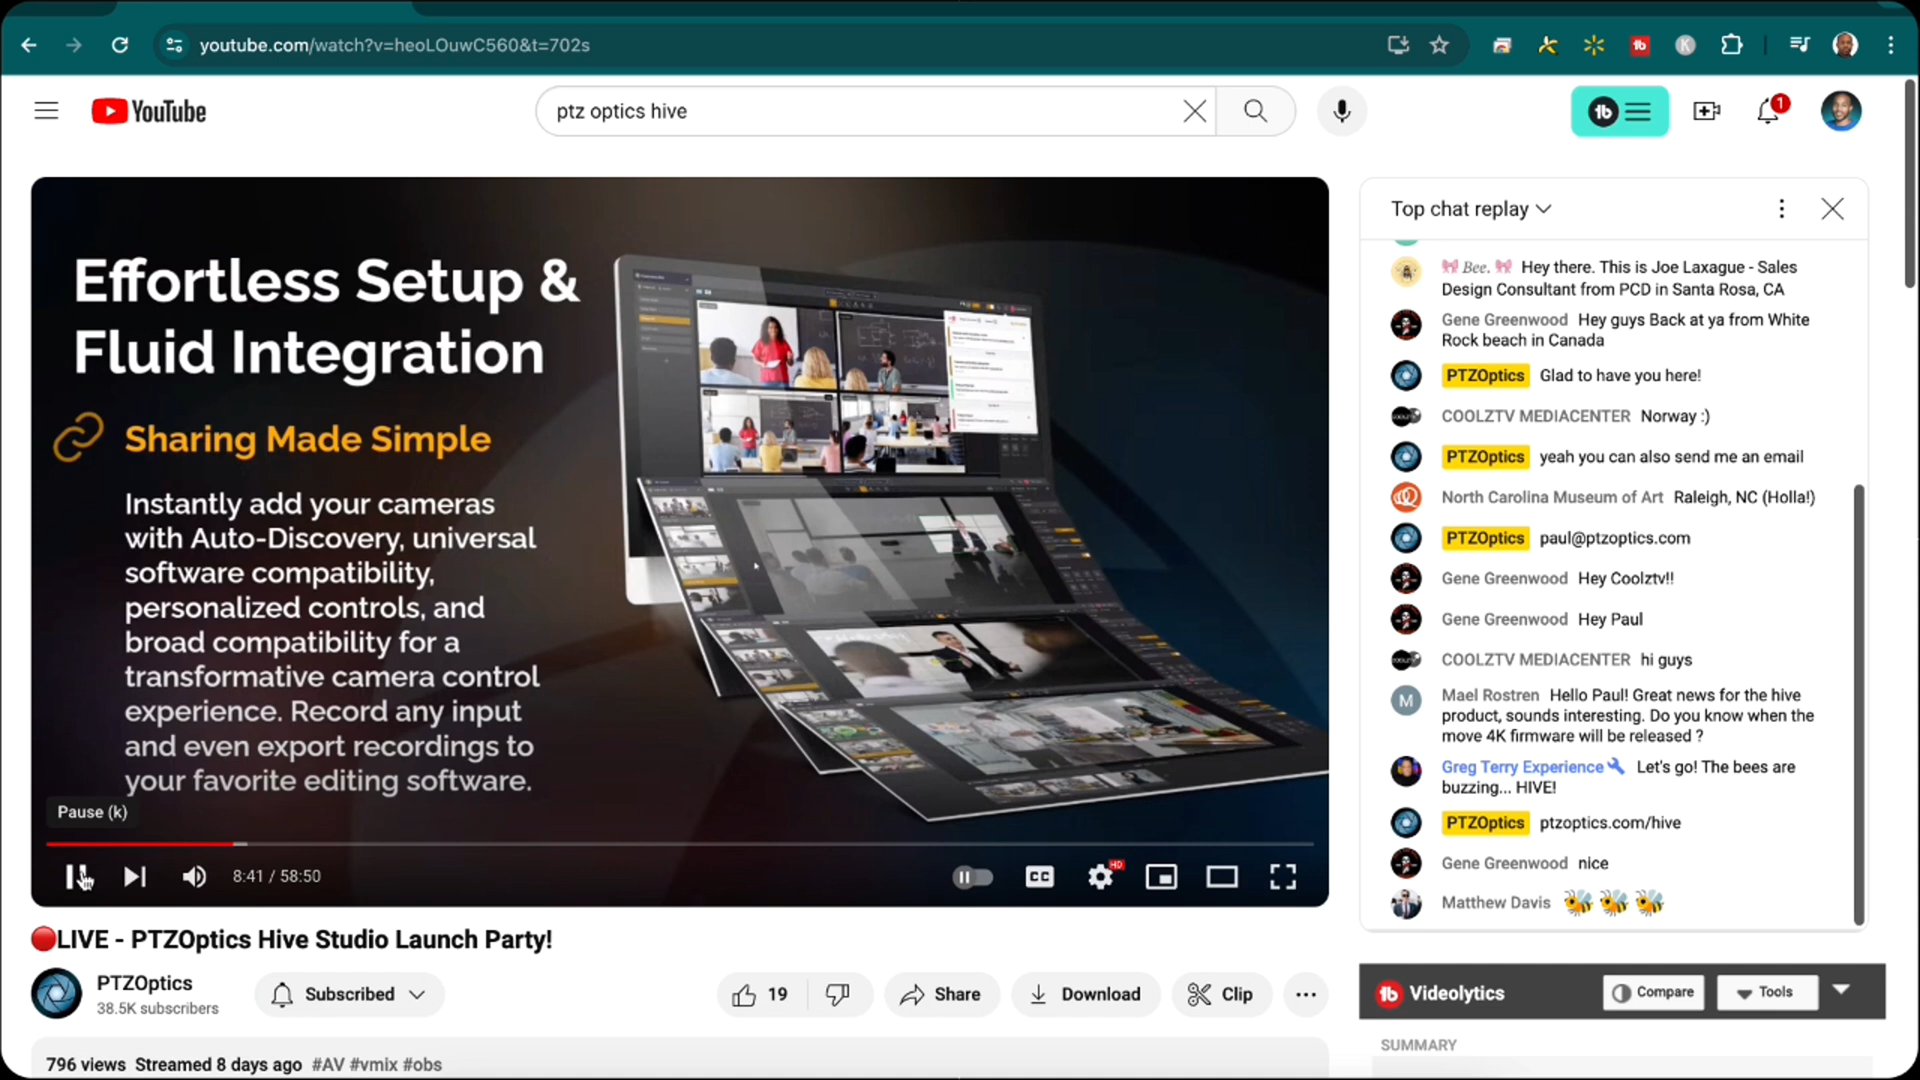 youtube.com/watch?v=heoLOuwC560&t=702s
YouTube
ptz optics hive
1
Effortless Setup &
Fluid Integration
Sharing Made Simple
Instantly add your cameras
with Auto-Discovery, universal
software compatibility,
personalized controls, and
broad compatibility for a
transformative camera control
experience. Record any input
and even export recordings to
your favorite editing software.
Pause (k)
8:41 / 58:50
CC
HD
🔴LIVE - PTZOptics Hive Studio Launch Party!
PTZOptics
38.5K subscribers
Subscribed
19
Share
Download
Clip
796 views Streamed 8 days ago #AV #vmix #obs
Top chat replay
🎀 Bee. 🎀 Hey there. This is Joe Laxague - Sales
Design Consultant from PCD in Santa Rosa, CA
Gene Greenwood Hey guys Back at ya from White
Rock beach in Canada
PTZOptics Glad to have you here!
COOLZTV MEDIACENTER Norway :)
PTZOptics yeah you can also send me an email
North Carolina Museum of Art Raleigh, NC (Holla!)
PTZOptics paul@ptzoptics.com
Gene Greenwood Hey Coolztv!!
Gene Greenwood Hey Paul
COOLZTV MEDIACENTER hi guys
M
Mael Rostren Hello Paul! Great news for the hive
product, sounds interesting. Do you know when the
move 4K firmware will be released ?
Greg Terry Experience Let's go! The bees are
buzzing... HIVE!
PTZOptics ptzoptics.com/hive
Gene Greenwood nice
Matthew Davis 🐝 🐝 🐝
Videolytics
Compare
Tools
SUMMARY